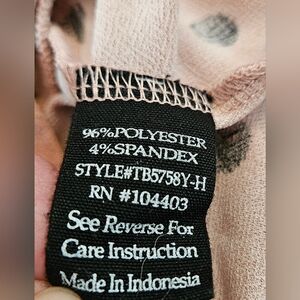 96%POLYESTER
4%SPANDEX
STYLE#TB5758Y-H
RN #104403
See Reverse For
Care Instruction
Made In Indonesia